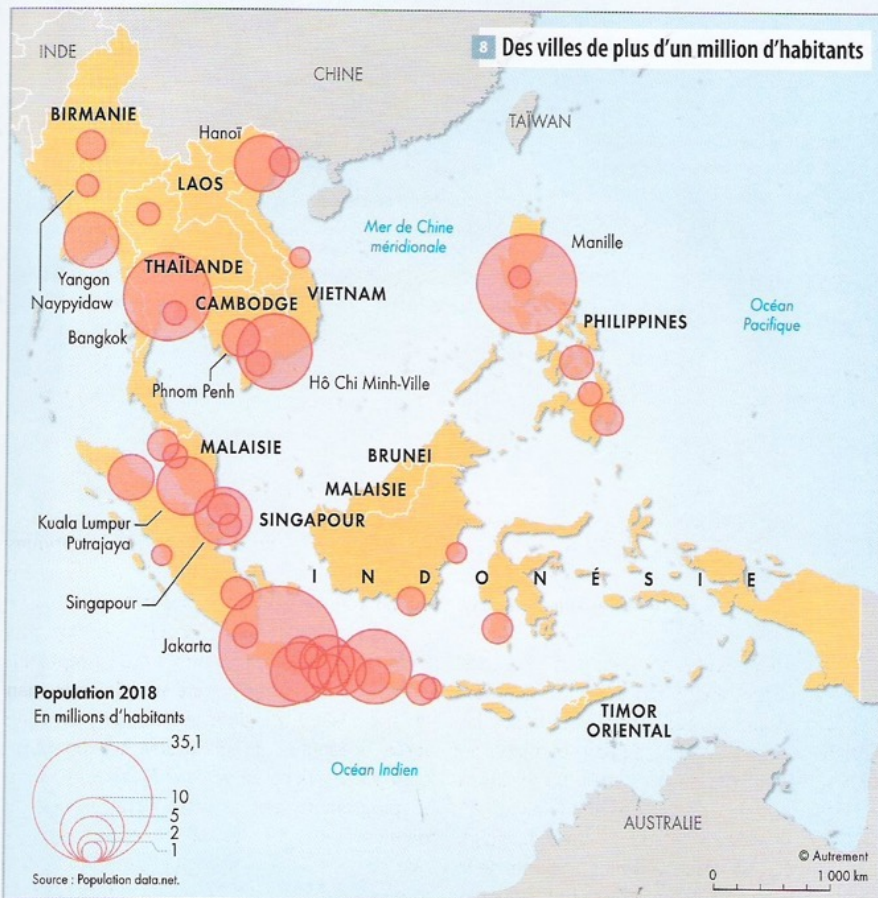 8 Des villes de plus d'un million d'habitants
INDE
CHINE
BIRMANIE
Hanoï
TAÏWAN
LAOS
Mer de Chine
méridionale
Manille
Yangon
Naypyidaw
THAÏLANDE
CAMBODGE
VIETNAM
Océan
Pacifique
PHILIPPINES
Bangkok
Phnom Penh
Hô Chi Minh-Ville
MALAISIE
BRUNEI
MALAISIE
Kuala Lumpur
Putrajaya
SINGAPOUR
INDONÉSIE
Singapour
Jakarta
Population 2018
En millions d'habitants
35,1
10
5
2
1
Source : Population data.net.
TIMOR
ORIENTAL
Océan Indien
AUSTRALIE
© Autrement
0 1 000 km